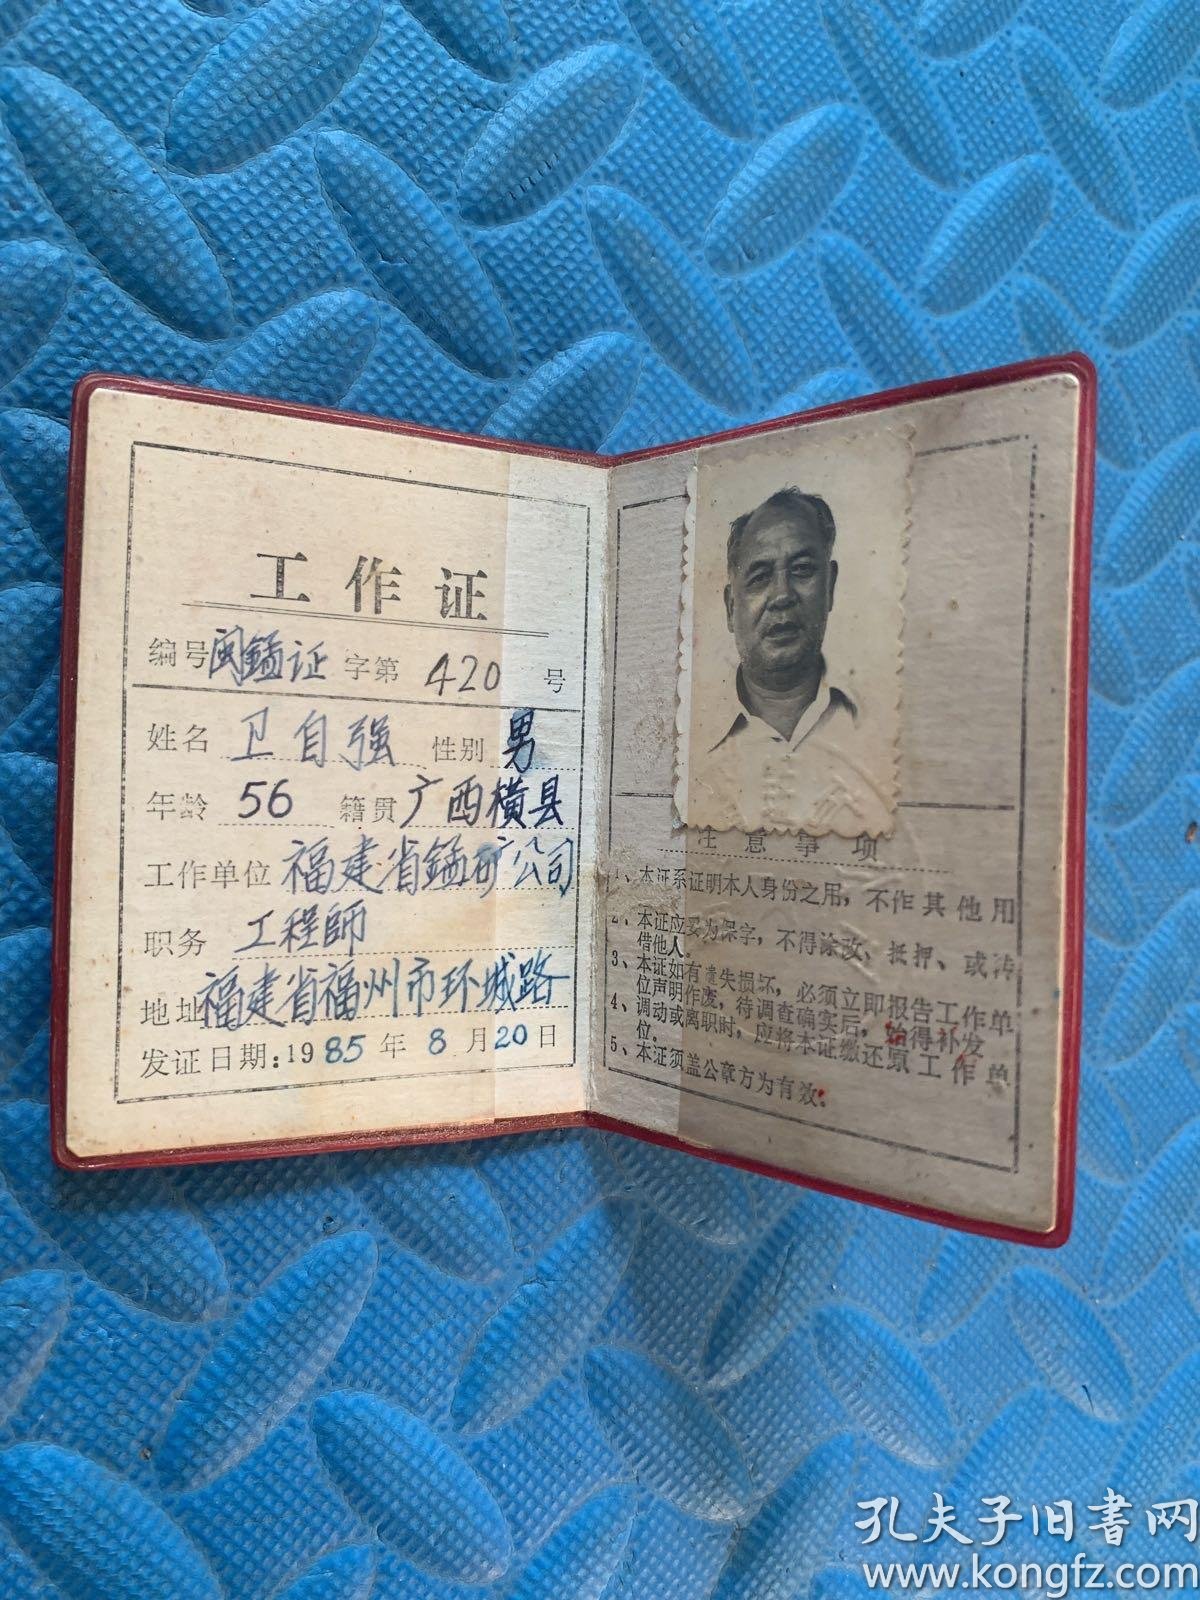 工作证
编号闽锰证字第420号
姓名 卫自强 性别 男
年龄 56 籍贯 广西横县
工作单位 福建省锰矿公司
职务 工程師
地址 福建省福州市环城路
发证日期：1985年8月20日
注意事项
1、本证系证明本人身份之用，不作其他用
2、本证应妥为保字，不得涂改、抵押、或转
借他人。
3、本证如有遗失损坏，必须立即报告工作单
位声明作废，待调查确实后，始得补发
4、调动或离职时，应将本证缴还原工作单
位。
5、本证须盖公章方为有效。
孔夫子旧书网
www.kongfz.com